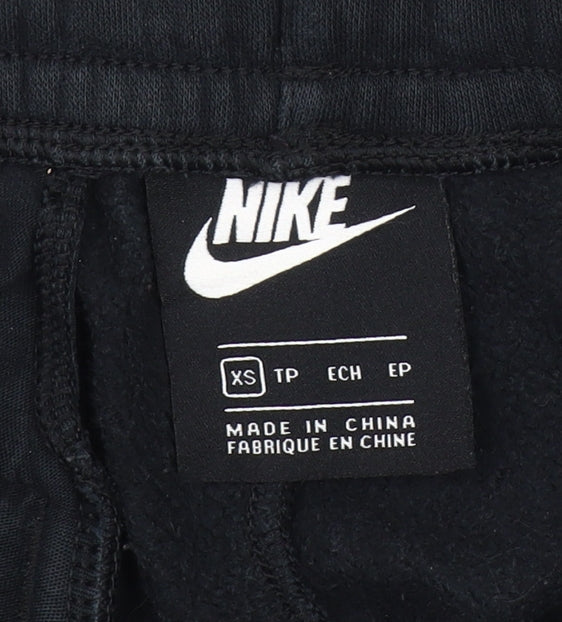 NIKE
XS TP ECH EP
MADE IN CHINA
FABRIQUE EN CHINE